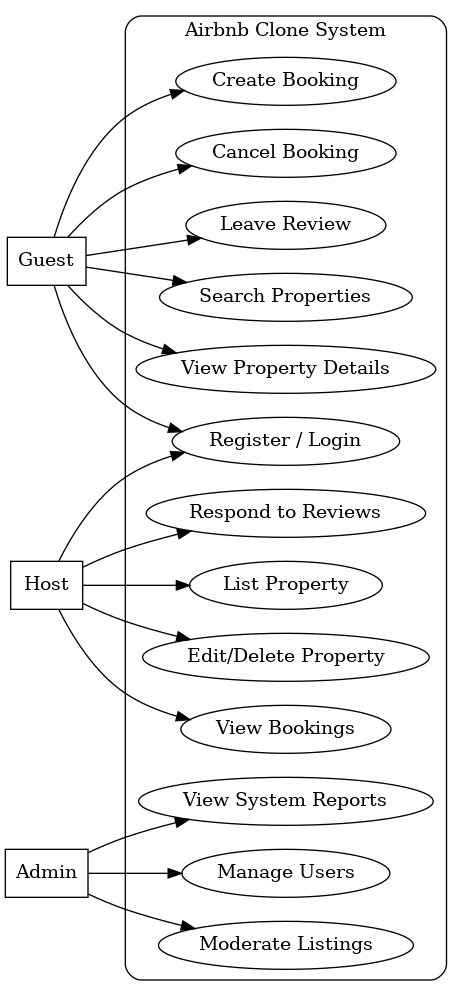 Airbnb Clone System
Create Booking
Cancel Booking
Leave Review
Guest
Search Properties
View Property Details
Register / Login
Respond to Reviews
Host
List Property
Edit/Delete Property
View Bookings
View System Reports
Admin
Manage Users
Moderate Listings